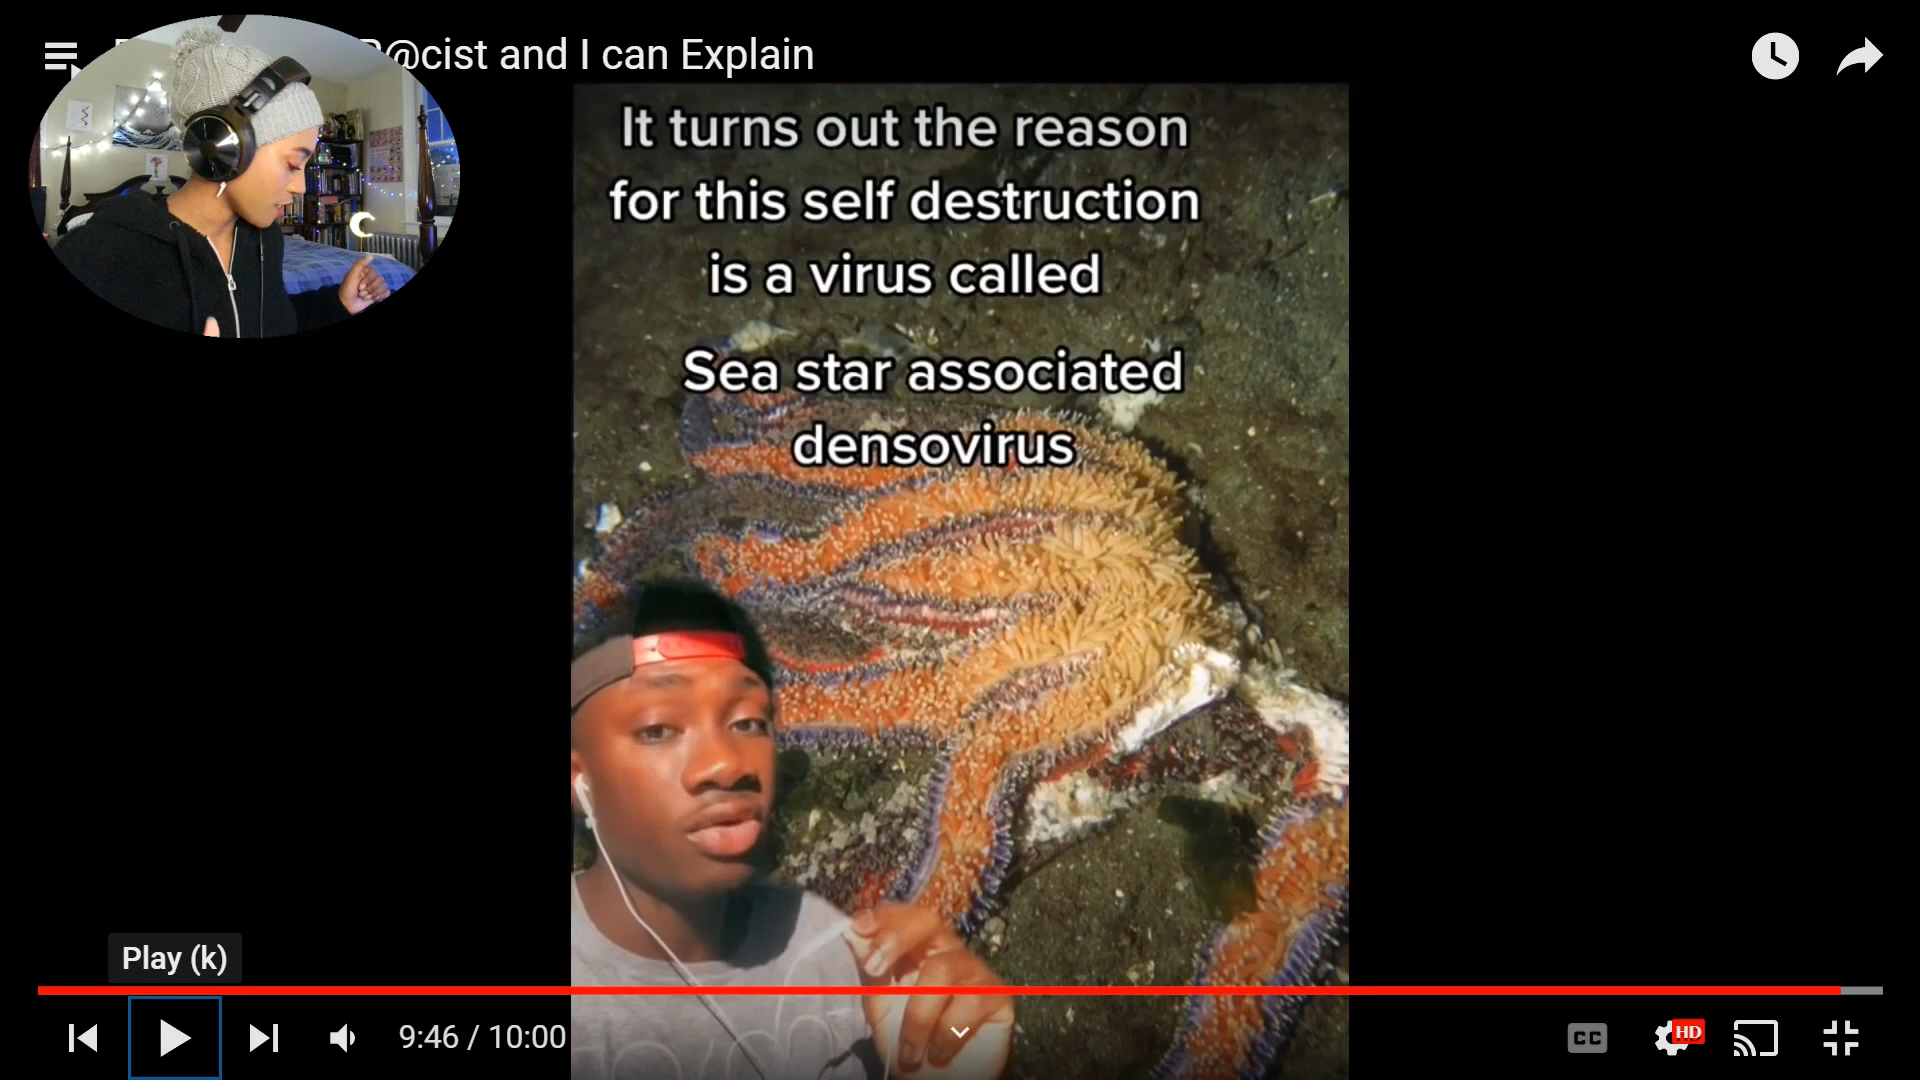 @cist and I can Explain
It turns out the reason
for this self destruction
is a virus called
Sea star associated
densovirus
Play (k)
9:46 / 10:00
CC
HD